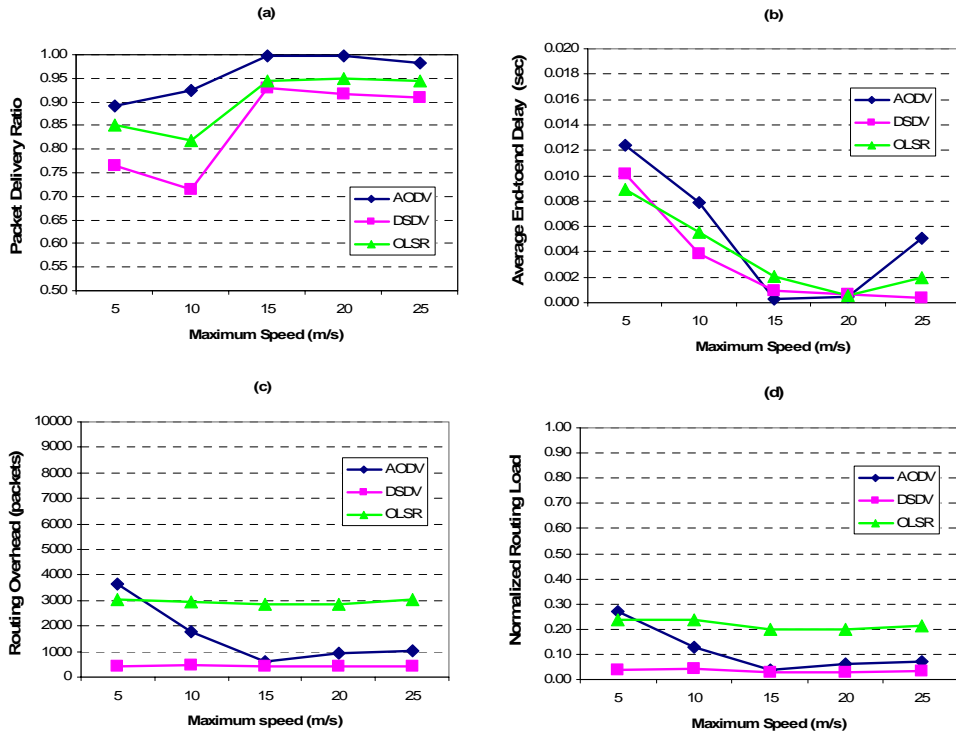 (a)
Packet Delivery Ratio
1.00
0.95
0.90
0.85
0.80
0.75
0.70
0.65
0.60
0.55
0.50
AODV
DSDV
OLSR
5 10 15 20 25
Maximum Speed (m/s)
(b)
Average End-toend Delay (sec)
0.020
0.018
0.016
0.014
0.012
0.010
0.008
0.006
0.004
0.002
0.000
AODV
DSDV
OLSR
5 10 15 20 25
Maximum Speed (m/s)
(c)
Routing Overhead (packets)
10000
9000
8000
7000
6000
5000
4000
3000
2000
1000
0
AODV
DSDV
OLSR
5 10 15 20 25
Maximum speed (m/s)
(d)
Normalized Routing Load
1.00
0.90
0.80
0.70
0.60
0.50
0.40
0.30
0.20
0.10
0.00
AODV
DSDV
OLSR
5 10 15 20 25
Maximum Speed (m/s)